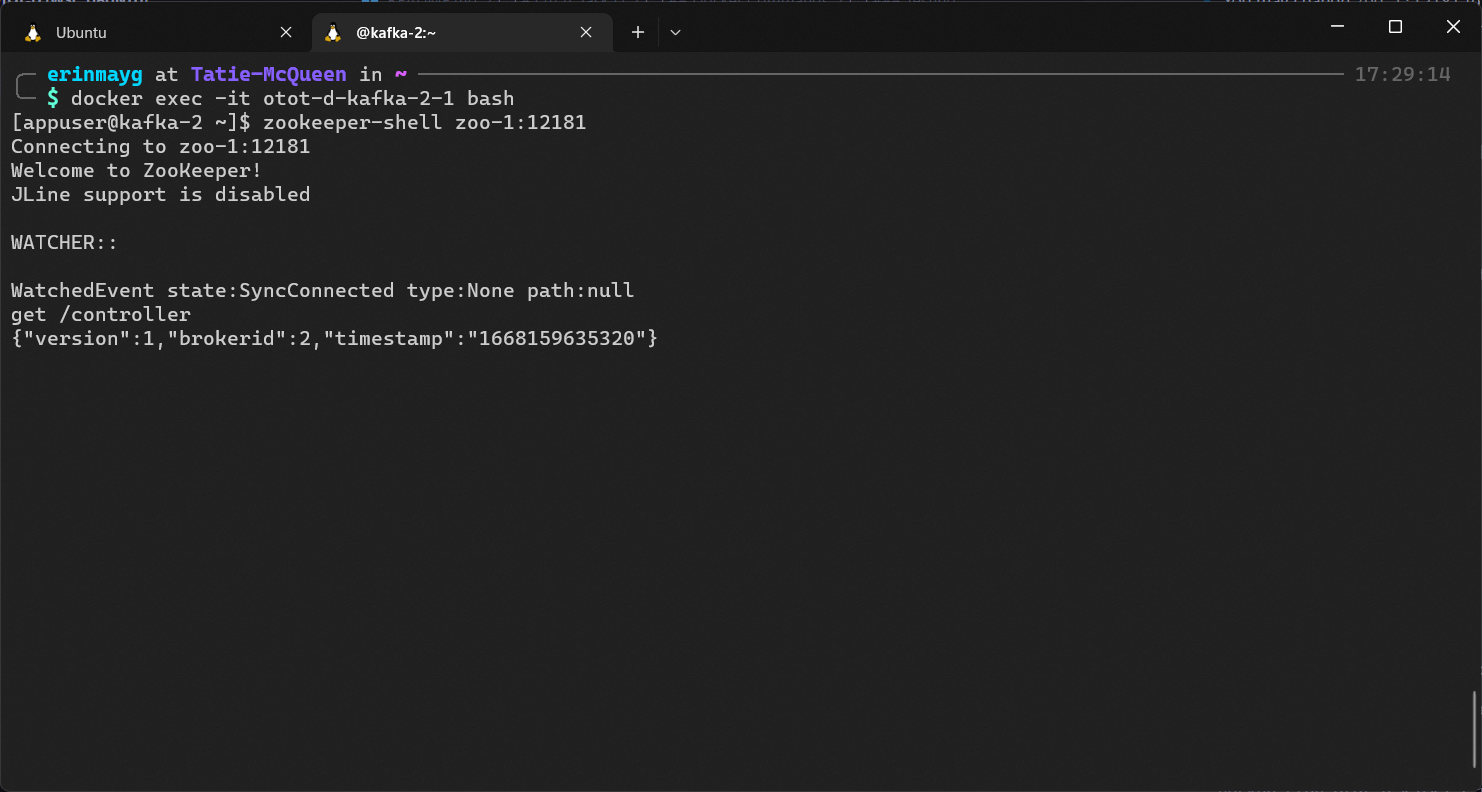 Ubuntu
@kafka-2:~
erinmayg at Tatie-McQueen in ~ 17:29:14
$ docker exec -it otot-d-kafka-2-1 bash
[appuser@kafka-2 ~]$ zookeeper-shell zoo-1:12181
Connecting to zoo-1:12181
Welcome to ZooKeeper!
JLine support is disabled
WATCHER::
WatchedEvent state:SyncConnected type:None path:null
get /controller
{"version":1,"brokerid":2,"timestamp":"1668159635320"}